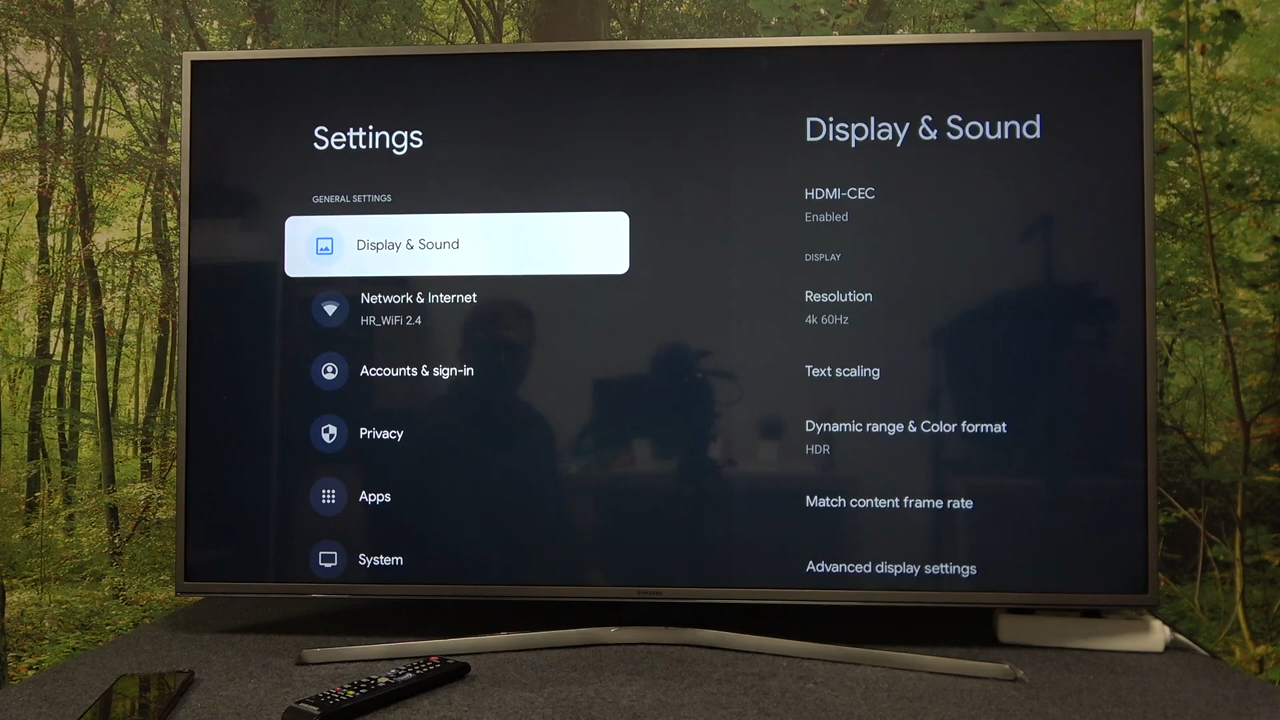 Settings
GENERAL SETTINGS
Display & Sound
Network & Internet
HR_WiFi 2.4
Accounts & sign-in
Privacy
Apps
System
Display & Sound
HDMI-CEC
Enabled
DISPLAY
Resolution
4k 60Hz
Text scaling
Dynamic range & Color format
HDR
Match content frame rate
Advanced display settings
SAMSUNG